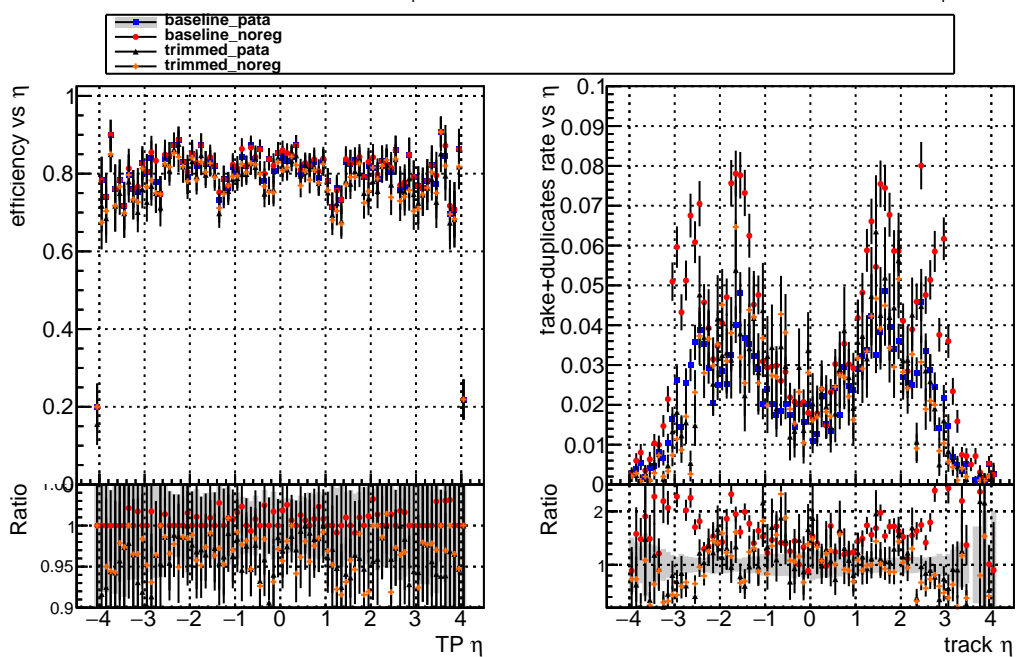 baseline_pata
baseline_noreg
trimmed_pata
trimmed_noreg
efficiency vs η
1
0.8
0.6
0.4
0.2
0
Ratio
1
0.95
0.9
−4 −3 −2 −1 0 1 2 3 4
TP η
fake+duplicates rate vs η
0.1
0.09
0.08
0.07
0.06
0.05
0.04
0.03
0.02
0.01
0
Ratio
2
1
−4 −3 −2 −1 0 1 2 3 4
track η